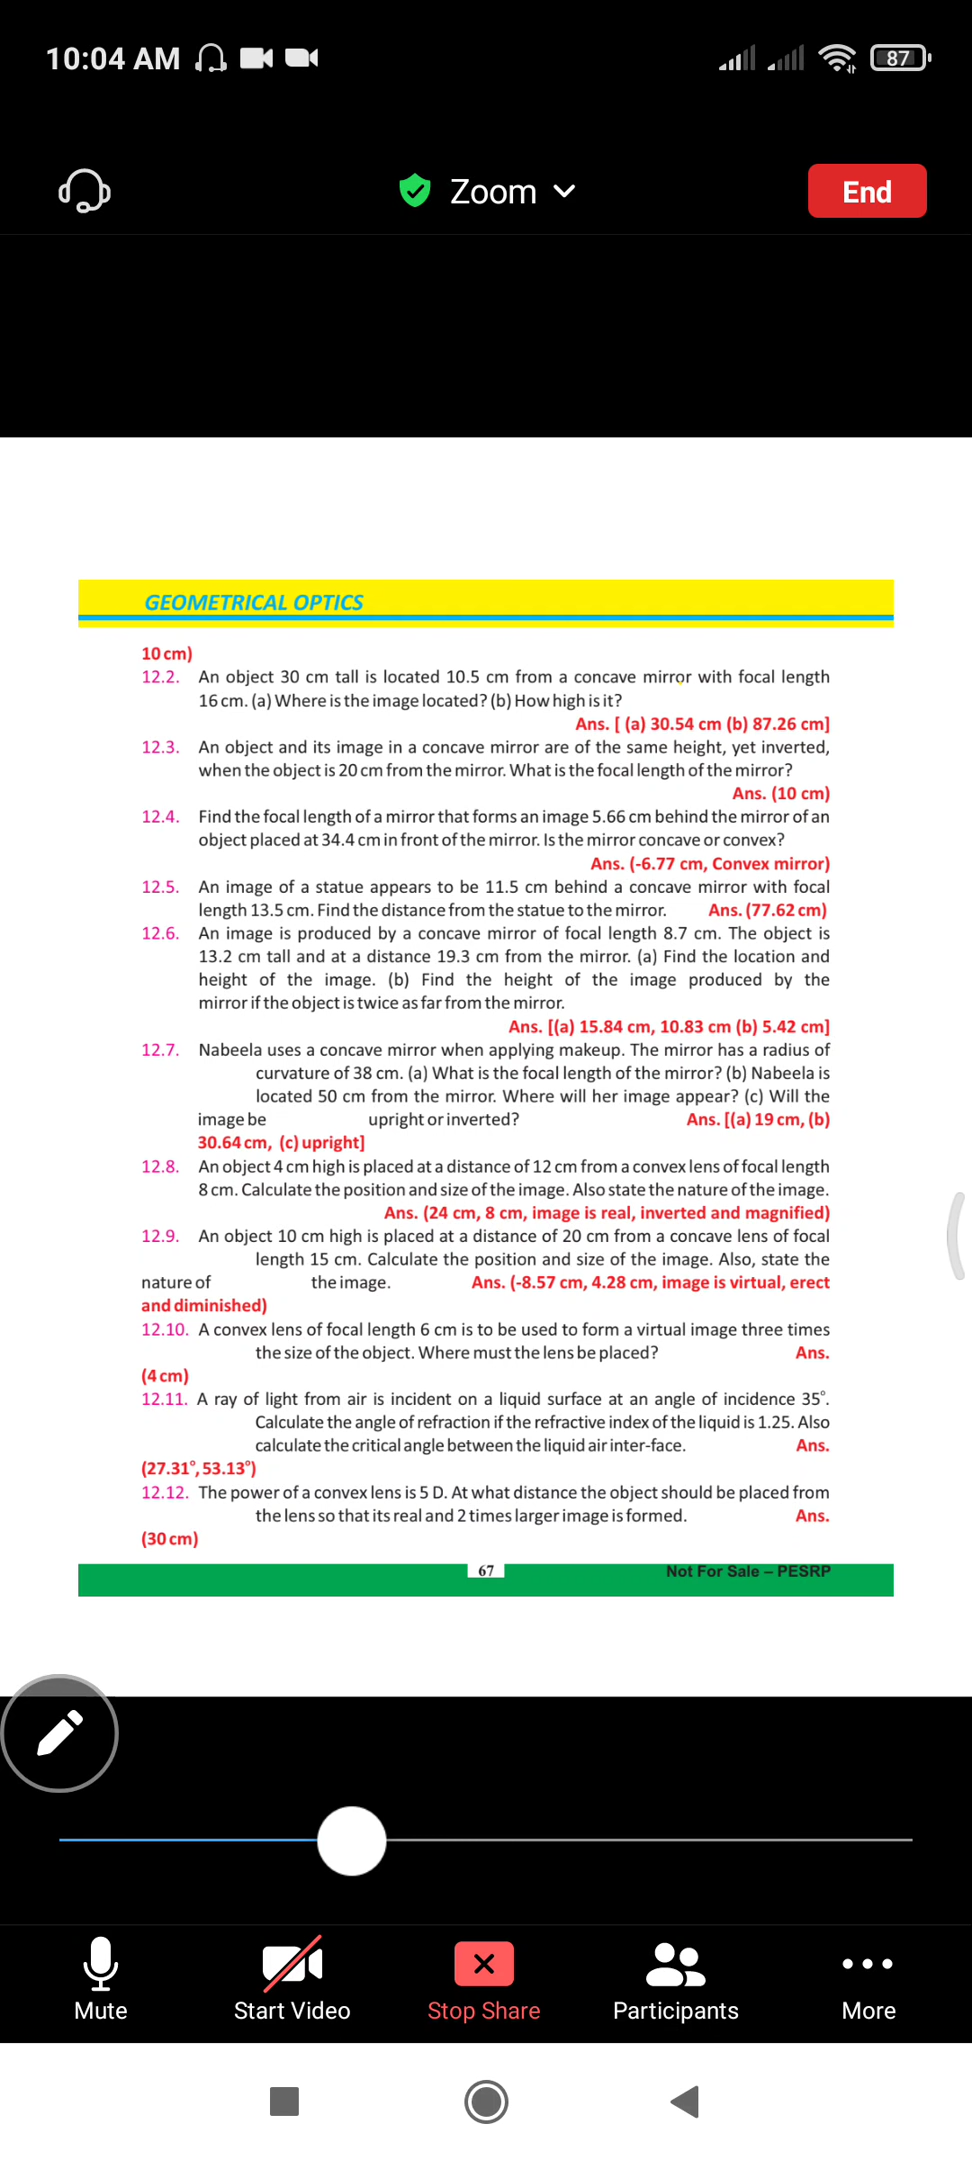 10:04 AM
87
Zoom
End
GEOMETRICAL OPTICS
10 cm)
12.2. An object 30 cm tall is located 10.5 cm from a concave mirror with focal length
16 cm. (a) Where is the image located? (b) How high is it?
Ans. [ (a) 30.54 cm (b) 87.26 cm]
12.3. An object and its image in a concave mirror are of the same height, yet inverted,
when the object is 20 cm from the mirror. What is the focal length of the mirror?
Ans. (10 cm)
12.4. Find the focal length of a mirror that forms an image 5.66 cm behind the mirror of an
object placed at 34.4 cm in front of the mirror. Is the mirror concave or convex?
Ans. (-6.77 cm, Convex mirror)
12.5. An image of a statue appears to be 11.5 cm behind a concave mirror with focal
length 13.5 cm. Find the distance from the statue to the mirror. Ans. (77.62 cm)
12.6. An image is produced by a concave mirror of focal length 8.7 cm. The object is
13.2 cm tall and at a distance 19.3 cm from the mirror. (a) Find the location and
height of the image. (b) Find the height of the image produced by the
mirror if the object is twice as far from the mirror.
Ans. [(a) 15.84 cm, 10.83 cm (b) 5.42 cm]
12.7. Nabeela uses a concave mirror when applying makeup. The mirror has a radius of
curvature of 38 cm. (a) What is the focal length of the mirror? (b) Nabeela is
located 50 cm from the mirror. Where will her image appear? (c) Will the
image be upright or inverted? Ans. [(a) 19 cm, (b)
30.64 cm, (c) upright]
12.8. An object 4 cm high is placed at a distance of 12 cm from a convex lens of focal length
8 cm. Calculate the position and size of the image. Also state the nature of the image.
Ans. (24 cm, 8 cm, image is real, inverted and magnified)
12.9. An object 10 cm high is placed at a distance of 20 cm from a concave lens of focal
length 15 cm. Calculate the position and size of the image. Also, state the
nature of the image. Ans. (-8.57 cm, 4.28 cm, image is virtual, erect
and diminished)
12.10. A convex lens of focal length 6 cm is to be used to form a virtual image three times
the size of the object. Where must the lens be placed? Ans.
(4 cm)
12.11. A ray of light from air is incident on a liquid surface at an angle of incidence 35°.
Calculate the angle of refraction if the refractive index of the liquid is 1.25. Also
calculate the critical angle between the liquid air inter-face. Ans.
(27.31°, 53.13°)
12.12. The power of a convex lens is 5 D. At what distance the object should be placed from
the lens so that its real and 2 times larger image is formed. Ans.
(30 cm)
67 Not For Sale – PESRP
Mute
Start Video
Stop Share
Participants
More